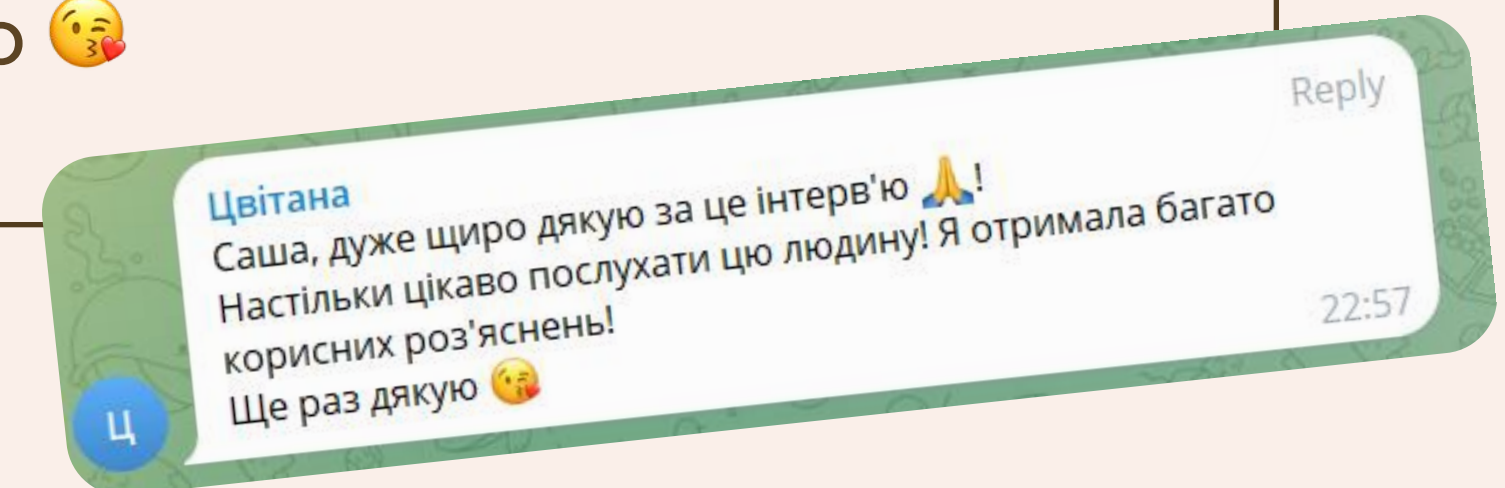 о 😘
Reply
Цвітана
Саша, дуже щиро дякую за це інтерв'ю 🙏!
Настільки цікаво послухати цю людину! Я отримала багато
корисних роз'яснень!
Ще раз дякую 😘
22:57
Ц